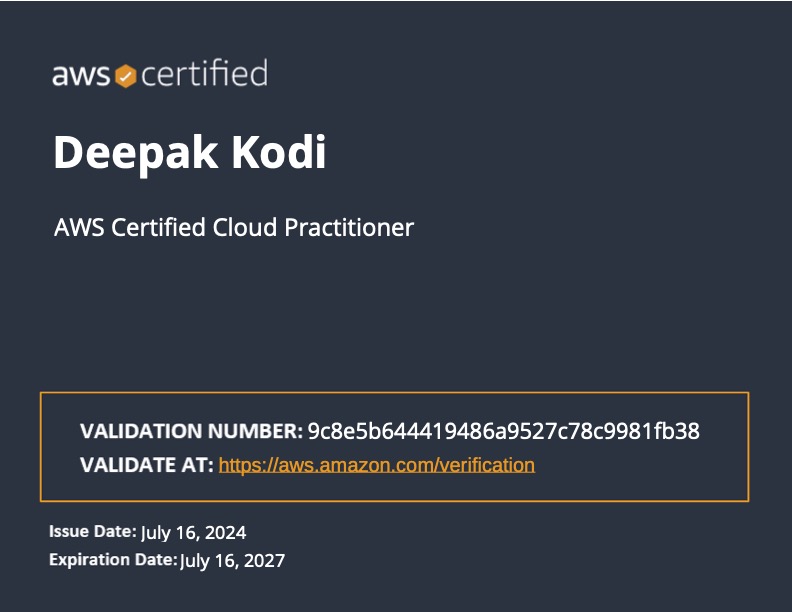 aws certified
Deepak Kodi
AWS Certified Cloud Practitioner
VALIDATION NUMBER: 9c8e5b644419486a9527c78c9981fb38
VALIDATE AT: https://aws.amazon.com/verification
Issue Date: July 16, 2024
Expiration Date: July 16, 2027